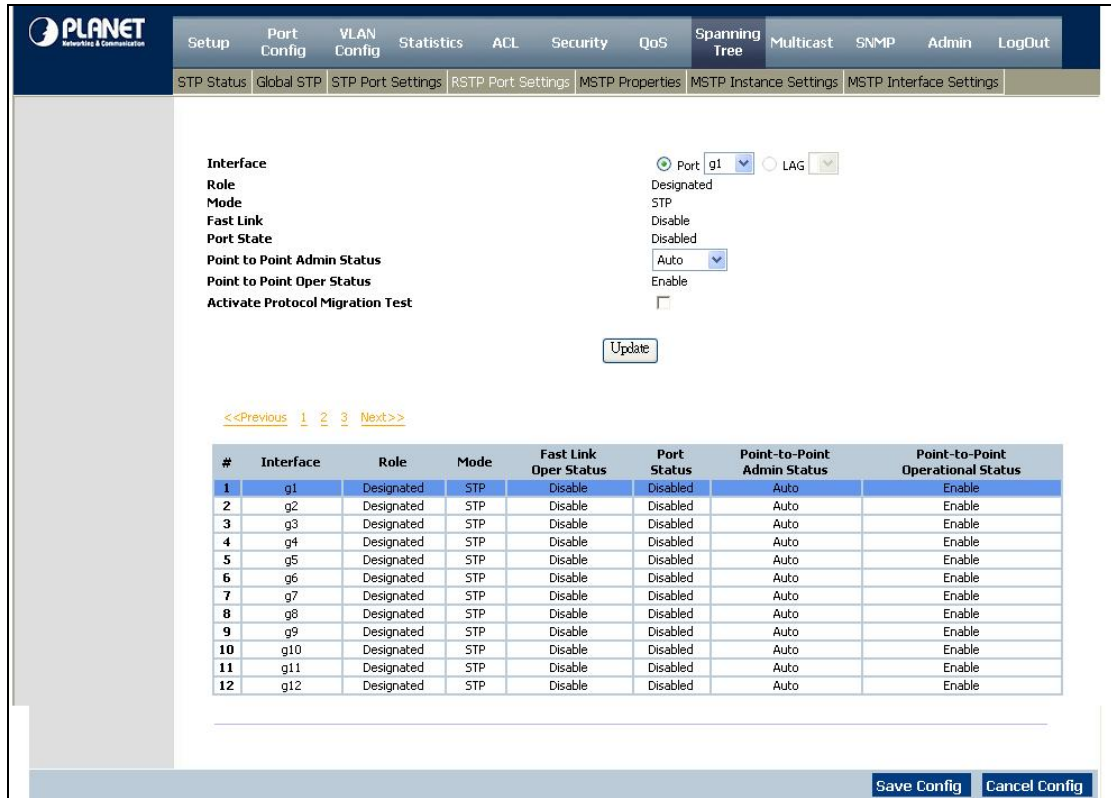 PLANET
Networking & Communication
Setup Port Config VLAN Config Statistics ACL Security QoS Spanning Tree Multicast SNMP Admin LogOut
STP Status Global STP STP Port Settings RSTP Port Settings MSTP Properties MSTP Instance Settings MSTP Interface Settings
Interface Port g1 LAG
Role Designated
Mode STP
Fast Link Disable
Port State Disabled
Point to Point Admin Status Auto
Point to Point Oper Status Enable
Activate Protocol Migration Test
Update
<<Previous 1 2 3 Next>>
# Interface Role Mode Fast Link Oper Status Port Status Point-to-Point Admin Status Point-to-Point Operational Status
1 g1 Designated STP Disable Disabled Auto Enable
2 g2 Designated STP Disable Disabled Auto Enable
3 g3 Designated STP Disable Disabled Auto Enable
4 g4 Designated STP Disable Disabled Auto Enable
5 g5 Designated STP Disable Disabled Auto Enable
6 g6 Designated STP Disable Disabled Auto Enable
7 g7 Designated STP Disable Disabled Auto Enable
8 g8 Designated STP Disable Disabled Auto Enable
9 g9 Designated STP Disable Disabled Auto Enable
10 g10 Designated STP Disable Disabled Auto Enable
11 g11 Designated STP Disable Disabled Auto Enable
12 g12 Designated STP Disable Disabled Auto Enable
Save Config Cancel Config